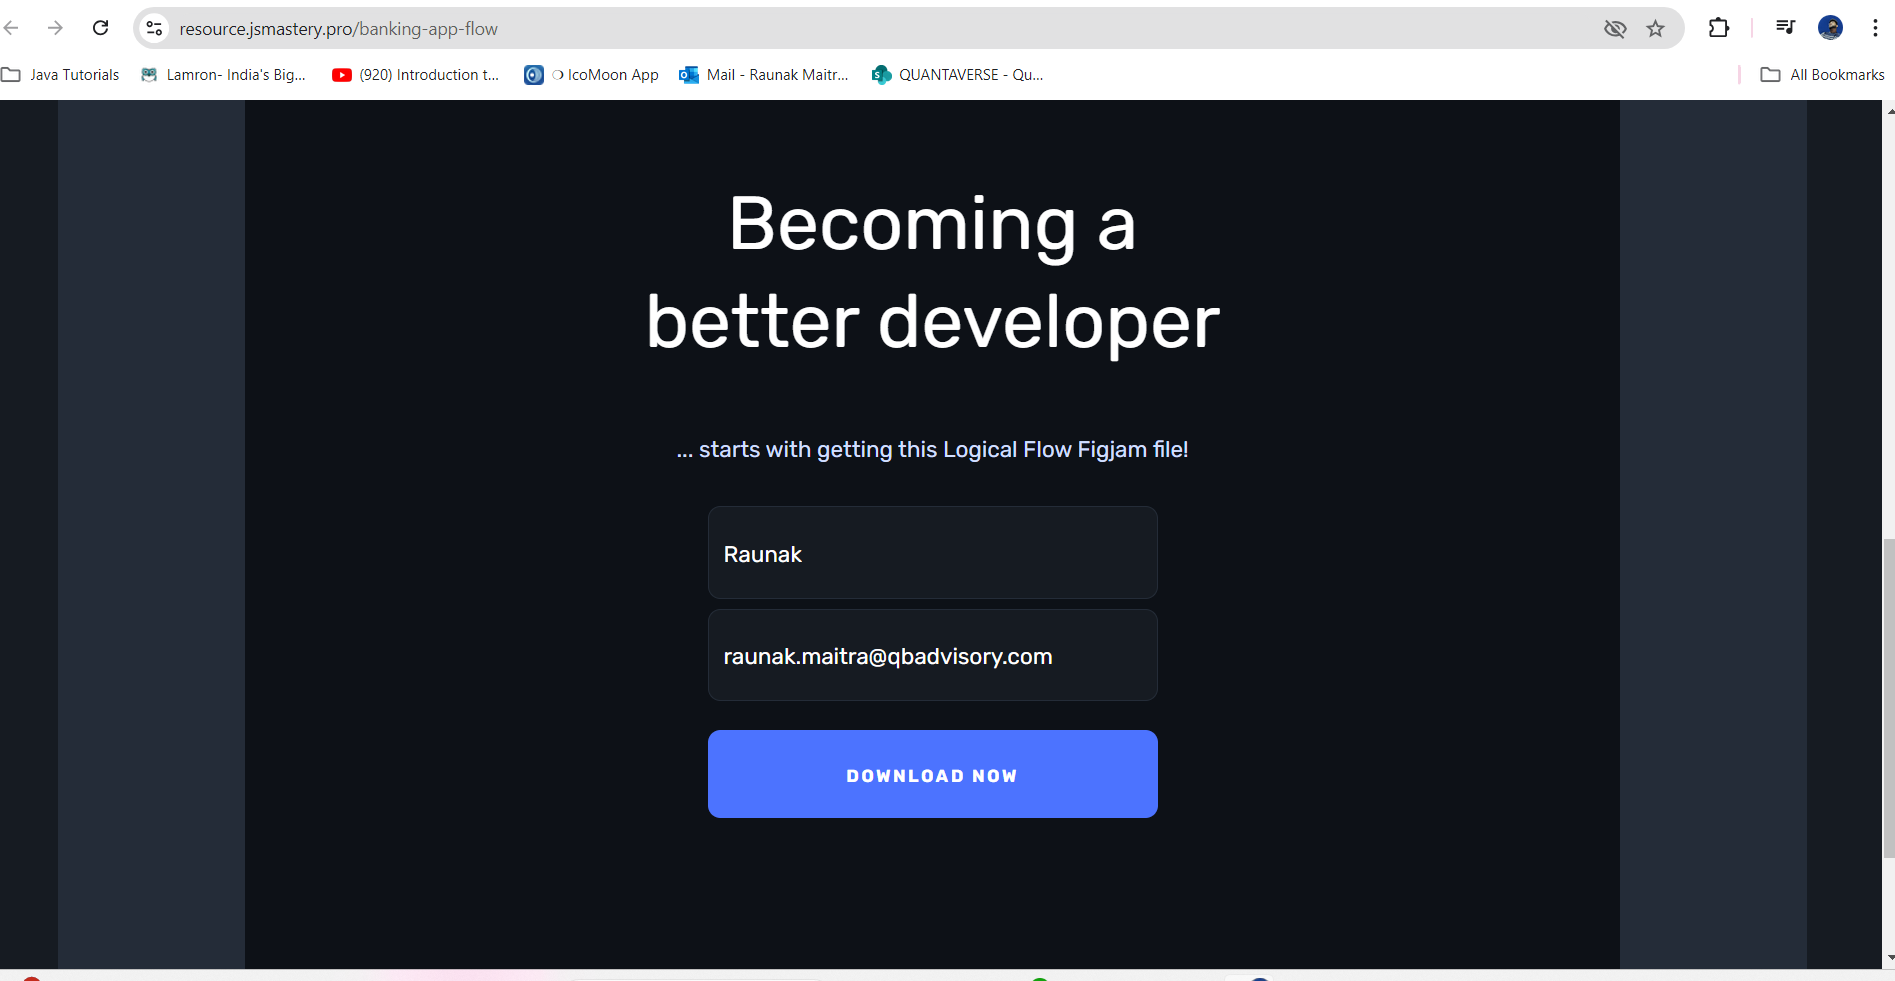 resource.jsmastery.pro/banking-app-flow
Java Tutorials Lamron- India's Big... (920) Introduction t... IcoMoon App Mail - Raunak Maitr... QUANTAVERSE - Qu... All Bookmarks
Becoming a
better developer
... starts with getting this Logical Flow Figjam file!
Raunak
raunak.maitra@qbadvisory.com
DOWNLOAD NOW